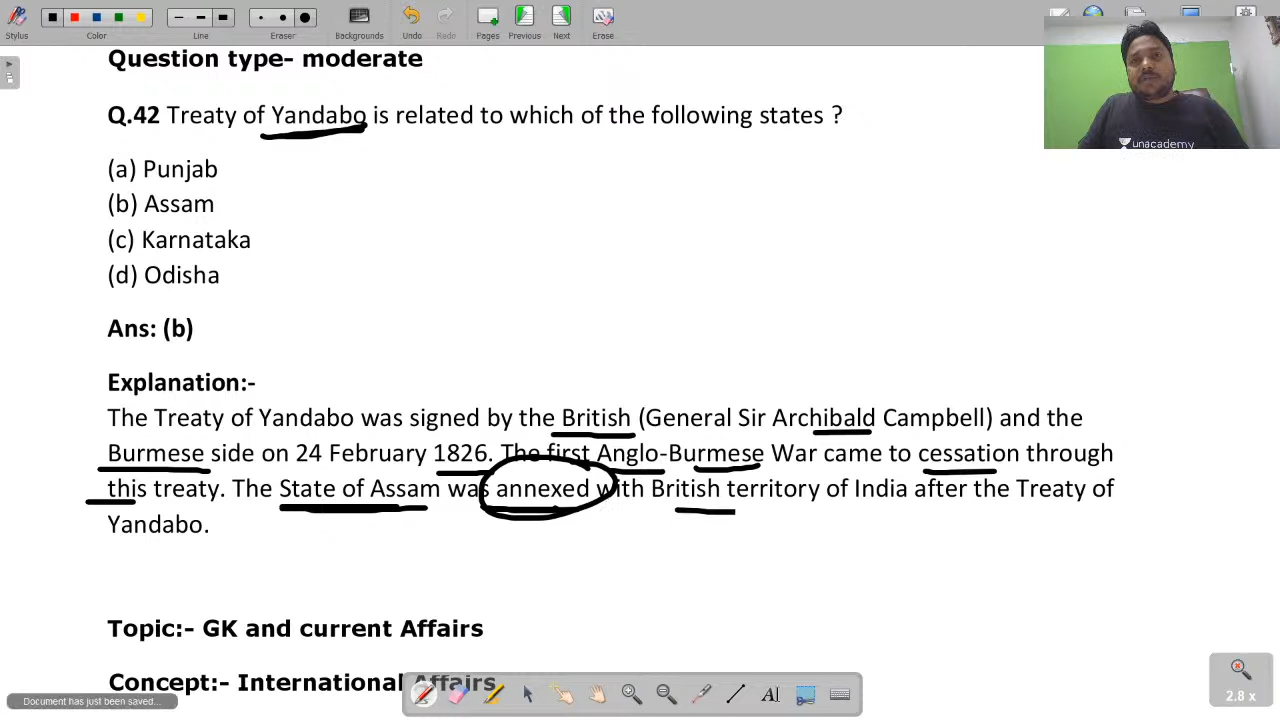 Stylus Color Line Eraser Backgrounds Undo Redo Pages Previous Next Erase
Question type- moderate
unacademy
Q.42 Treaty of Yandabo is related to which of the following states ?
(a) Punjab
(b) Assam
(c) Karnataka
(d) Odisha
Ans: (b)
Explanation:-
The Treaty of Yandabo was signed by the British (General Sir Archibald Campbell) and the
Burmese side on 24 February 1826. The first Anglo-Burmese War came to cessation through
this treaty. The State of Assam was annexed with British territory of India after the Treaty of
Yandabo.
Topic:- GK and current Affairs
Concept:- International Affairs
Document has just been saved...
2.8 x